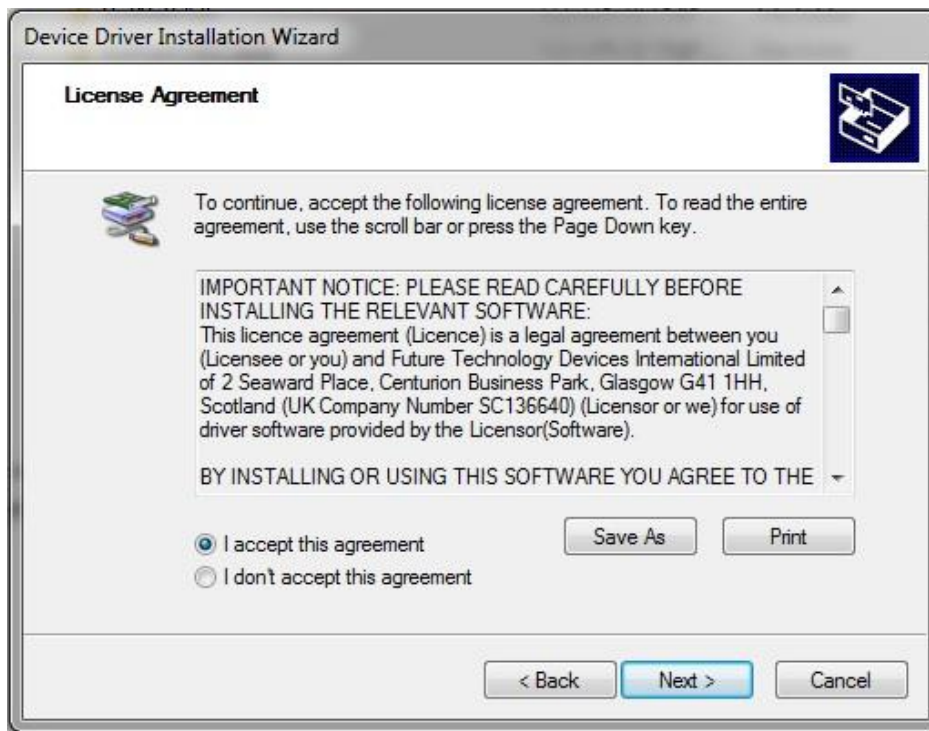 Device Driver Installation Wizard
License Agreement
To continue, accept the following license agreement. To read the entire
agreement, use the scroll bar or press the Page Down key.
IMPORTANT NOTICE: PLEASE READ CAREFULLY BEFORE
INSTALLING THE RELEVANT SOFTWARE:
This licence agreement (Licence) is a legal agreement between you
(Licensee or you) and Future Technology Devices International Limited
of 2 Seaward Place, Centurion Business Park, Glasgow G41 1HH,
Scotland (UK Company Number SC136640) (Licensor or we) for use of
driver software provided by the Licensor(Software).
BY INSTALLING OR USING THIS SOFTWARE YOU AGREE TO THE
Save As Print
I accept this agreement
I don't accept this agreement
< Back Next > Cancel